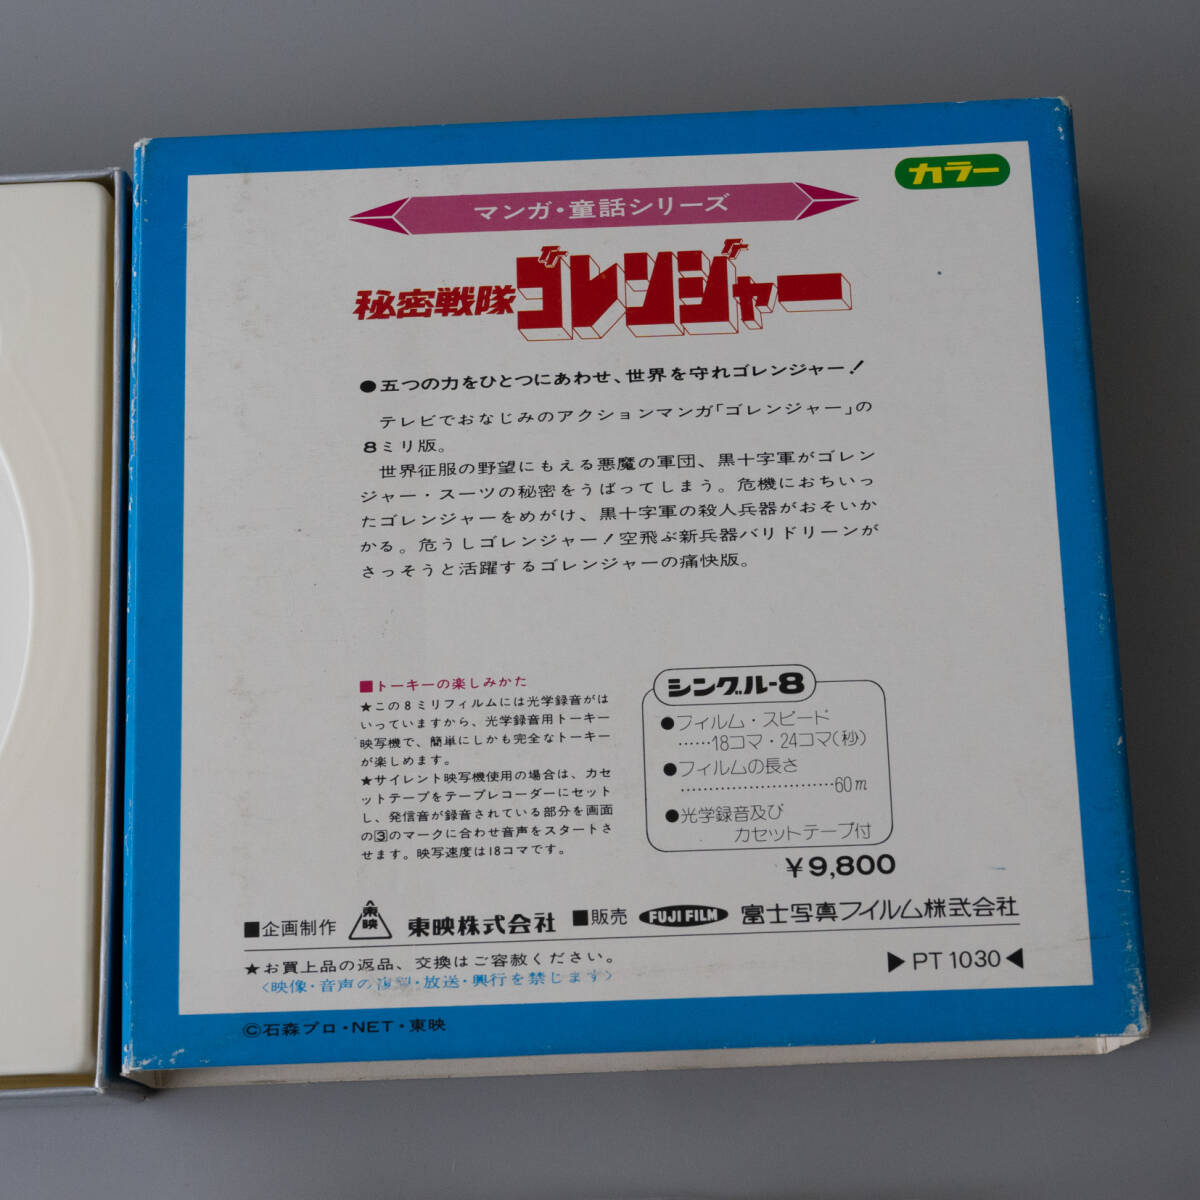 カラー
マンガ・童話シリーズ
秘密戦隊ゴレンジャー
●五つの力をひとつにあわせ、世界を守れゴレンジャー!
テレビでおなじみのアクションマンガ「ゴレンジャー」の
8ミリ版。
世界征服の野望にもえる悪魔の軍団、黒十字軍がゴレン
ジャー・スーツの秘密をうばってしまう。危機におちいっ
たゴレンジャーをめがけ、黒十字軍の殺人兵器がおそいか
かる。危うしゴレンジャー!空飛ぶ新兵器バリドリーンが
さっそうと活躍するゴレンジャーの痛快版。
■トーキーの楽しみかた
★この8ミリフィルムには光学録音がは
いっていますから、光学録音用トーキー
映写機で、簡単にしかも完全なトーキー
が楽しめます。
★サイレント映写機使用の場合は、カセ
ットテープをテープレコーダーにセット
し、発信音が録音されている部分を画面
の③のマークに合わせ音声をスタートさ
せます。映写速度は18コマです。
シングル-8
●フィルム・スピード
……18コマ・24コマ(秒)
●フィルムの長さ
………………………60m
●光学録音及び
カセットテープ付
¥9,800
■企画制作 東映 東映株式会社 ■販売 FUJI FILM 富士写真フイルム株式会社
★お買上品の返品、交換はご容赦ください。
<映像・音声の複製・放送・興行を禁じます>
▶PT1030◀
©石森プロ・NET・東映